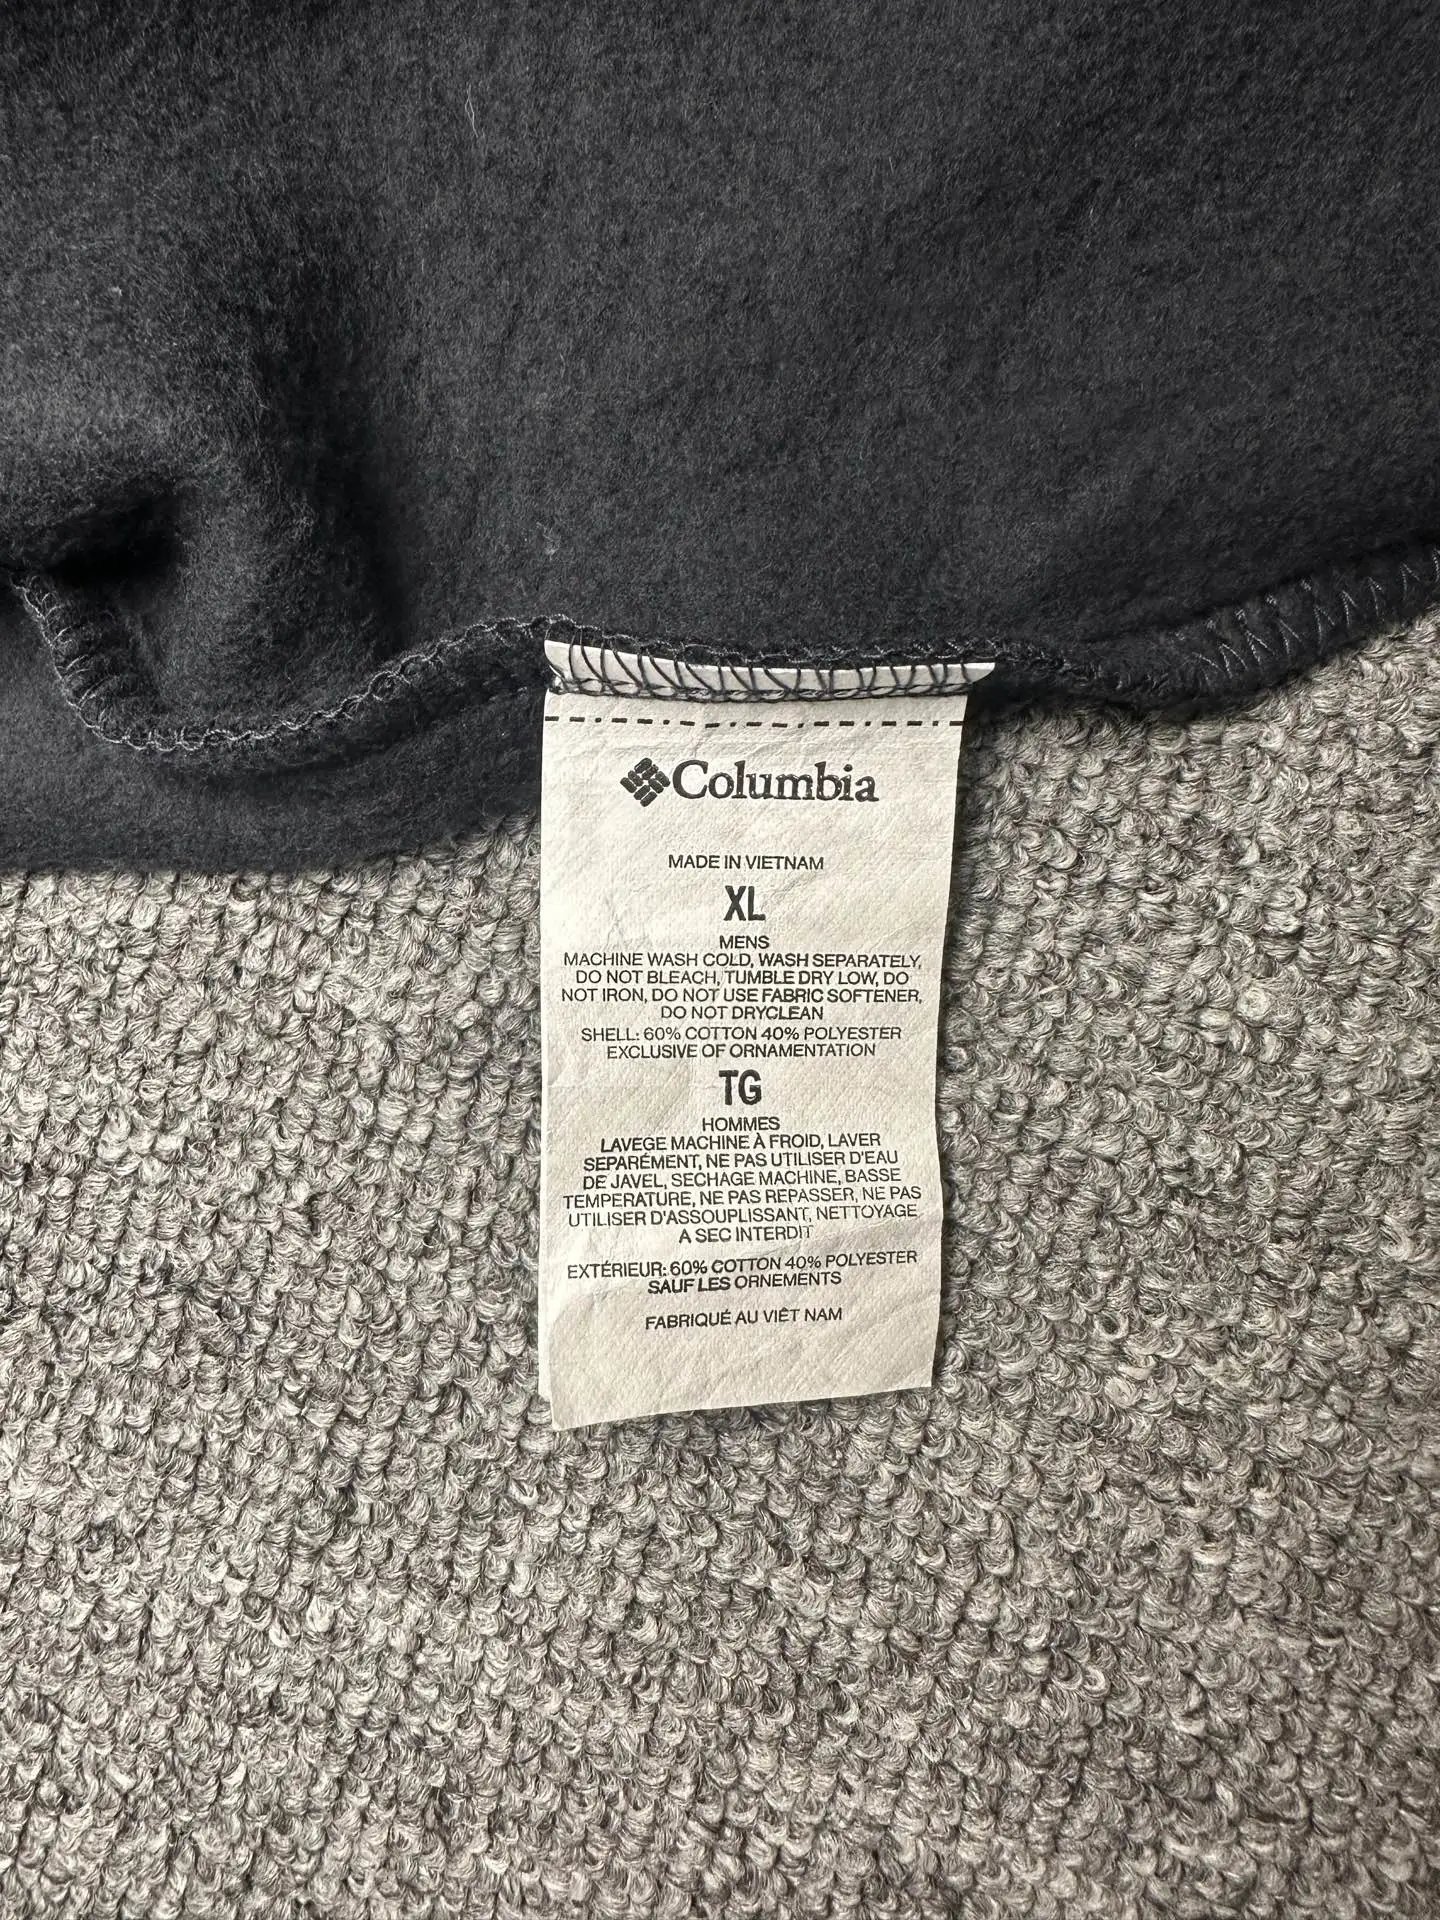 Columbia
MADE IN VIETNAM
XL
MENS
MACHINE WASH COLD, WASH SEPARATELY,
DO NOT BLEACH, TUMBLE DRY LOW, DO
NOT IRON, DO NOT USE FABRIC SOFTENER,
DO NOT DRYCLEAN
SHELL: 60% COTTON 40% POLYESTER
EXCLUSIVE OF ORNAMENTATION
TG
HOMMES
LAVEGE MACHINE À FROID, LAVER
SEPARÉMENT, NE PAS UTILISER D'EAU
DE JAVEL, SECHAGE MACHINE, BASSE
TEMPERATURE, NE PAS REPASSER, NE PAS
UTILISER D'ASSOUPLISSANT, NETTOYAGE
A SEC INTERDIT
EXTÉRIEUR: 60% COTTON 40% POLYESTER
SAUF LES ORNEMENTS
FABRIQUÉ AU VIÊT NAM